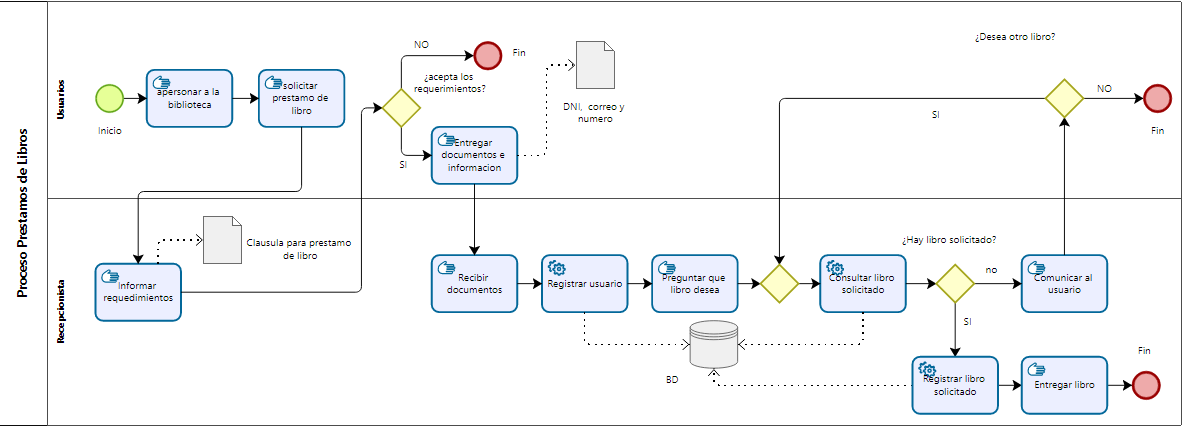 Proceso Prestamos de Libros
Usuarios
Inicio
apersonar a la
biblioteca
solicitar
prestamo de
libro
NO
Fin
¿acepta los
requerimientos?
SI
Entregar
documentos e
informacion
DNI, correo y
numero
¿Desea otro libro?
SI
NO
Fin
Recepcionista
Informar
requedimientos
Clausula para prestamo
de libro
Recibir
documentos
Registrar usuario
Preguntar que
libro desea
Consultar libro
solicitado
¿Hay libro solicitado?
no
Comunicar al
usuario
SI
BD
Registrar libro
solicitado
Entregar libro
Fin